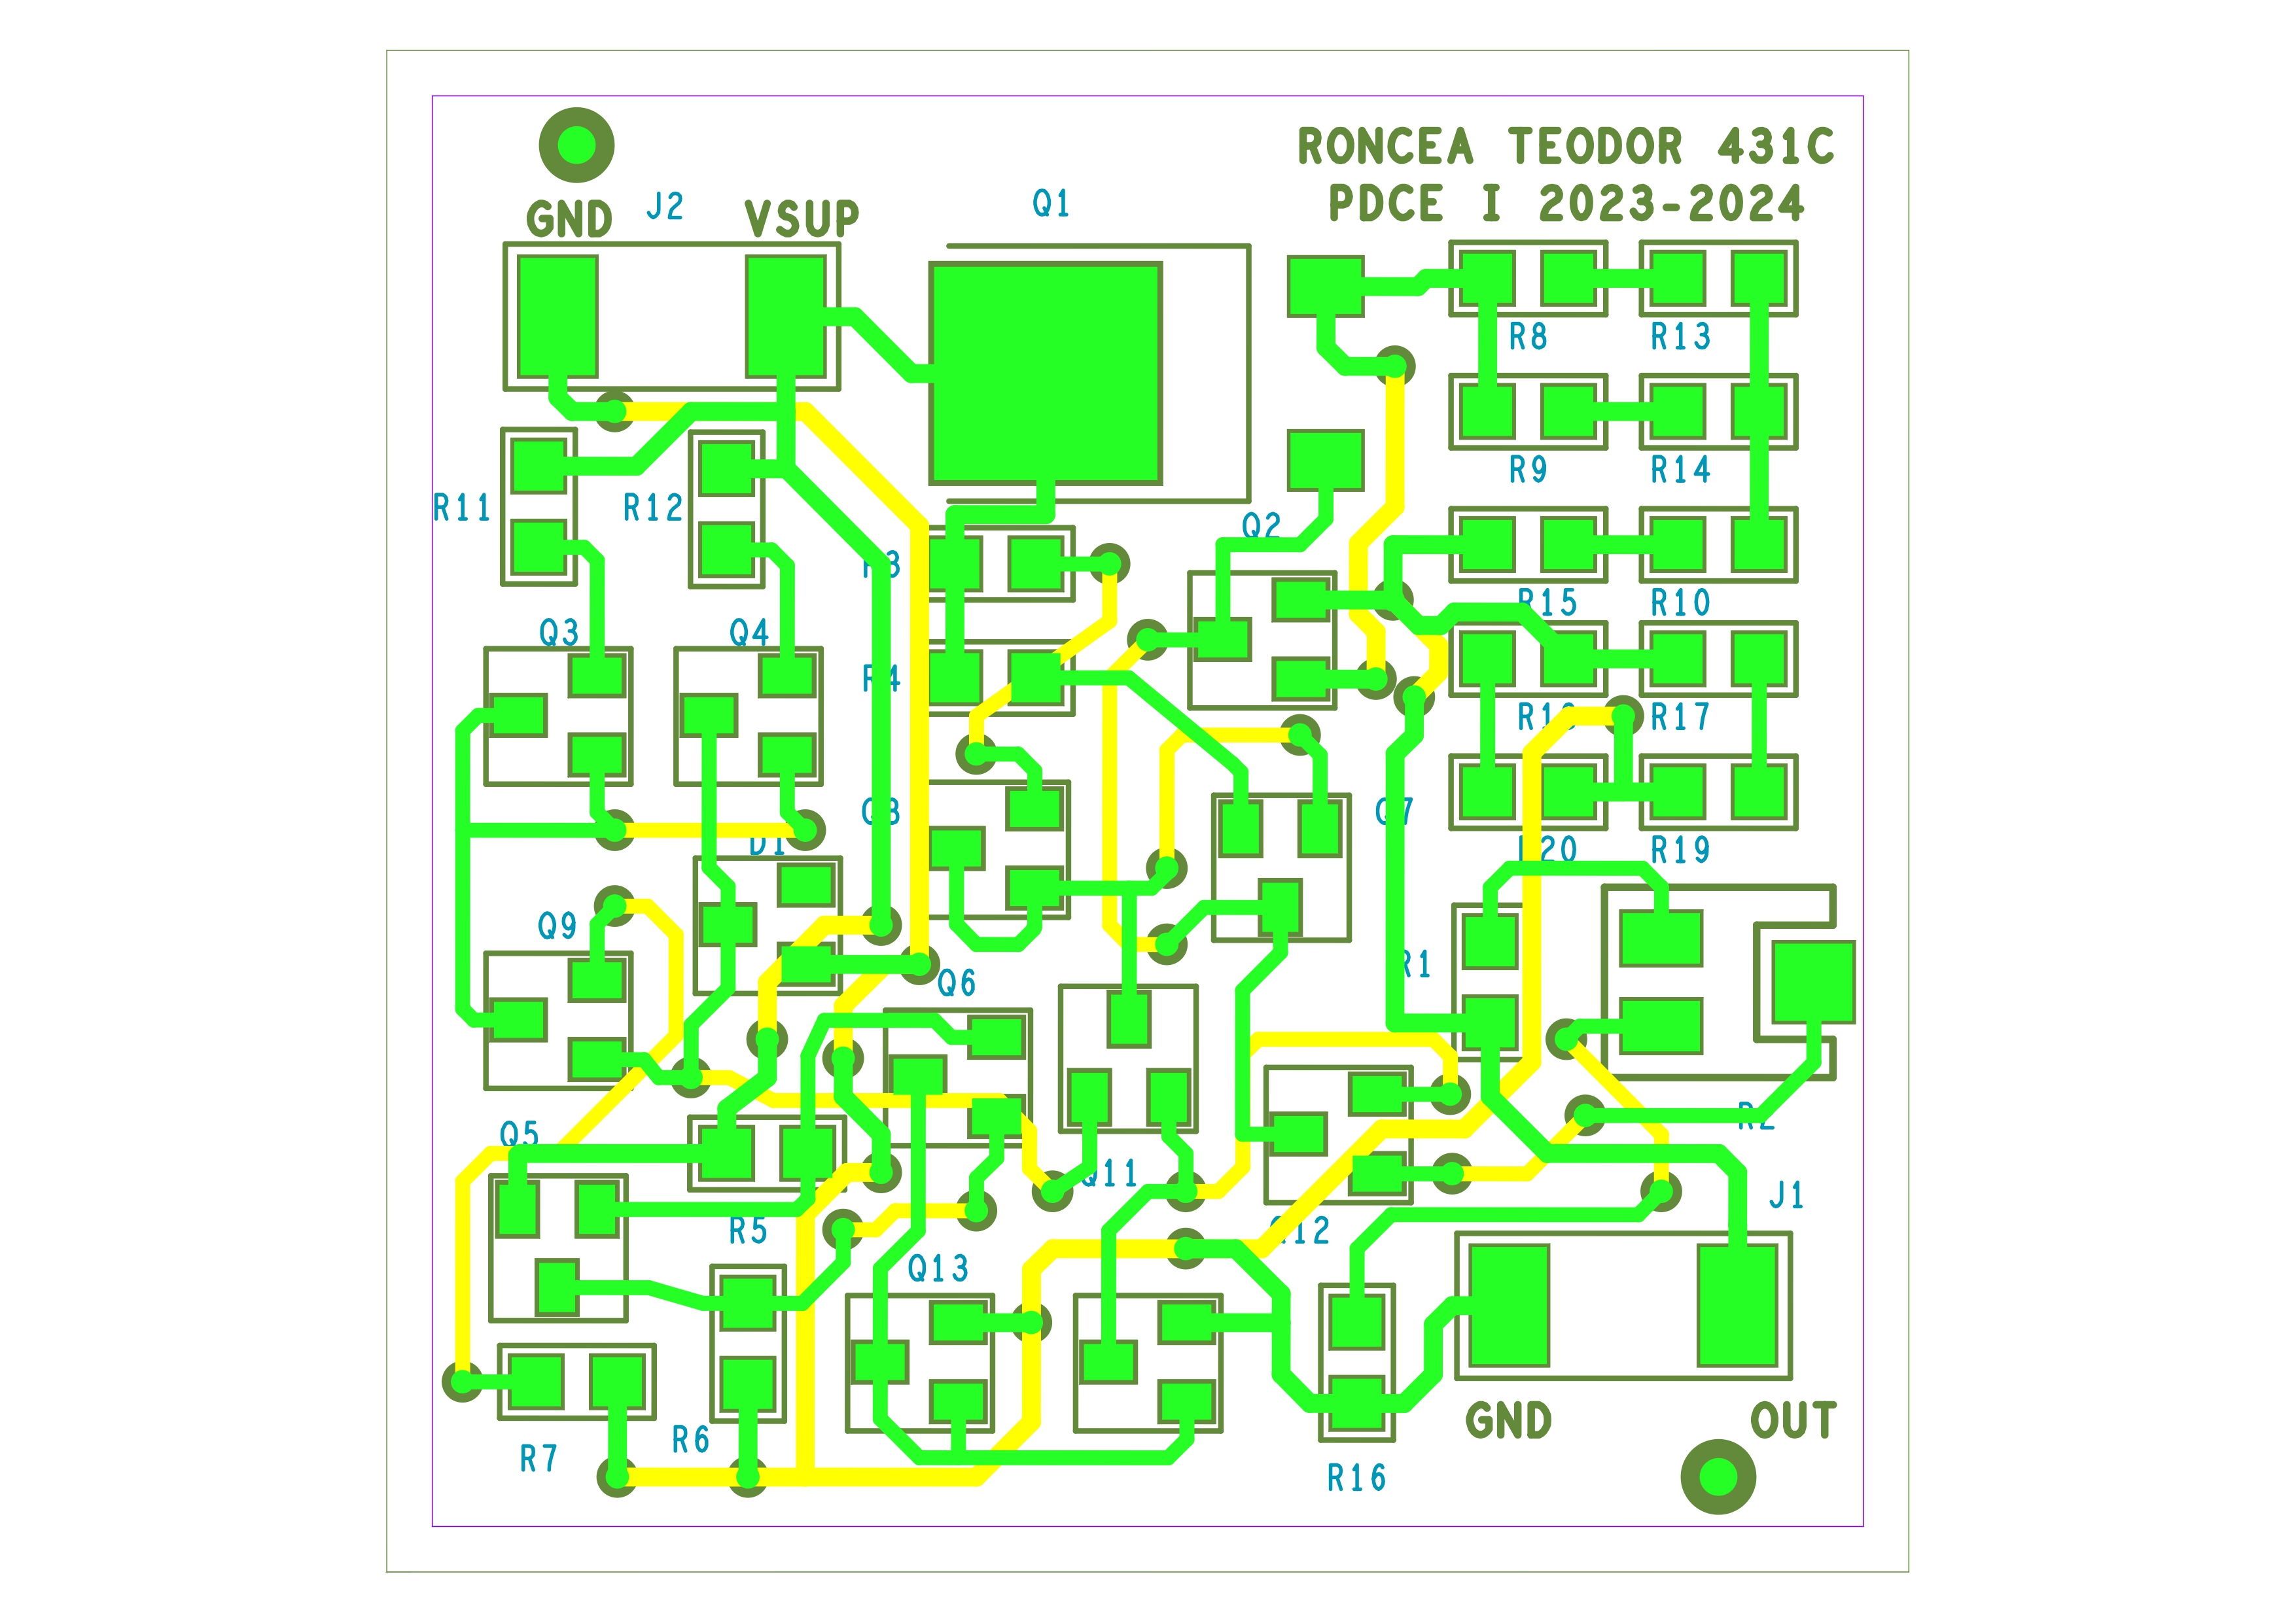 RONCEA TEODOR 431C
PDCE I 2023-2024
GND J2 VSUP
Q1
R8 R13
R9 R14
R11 R12
Q2
R3
R15 R10
Q3 Q4
R4
R17
Q8 Q7
D1
R20 R19
Q9
R1
Q6
Q5
R2
Q11
J1
R5
Q12
Q13
GND OUT
R7 R6
R16